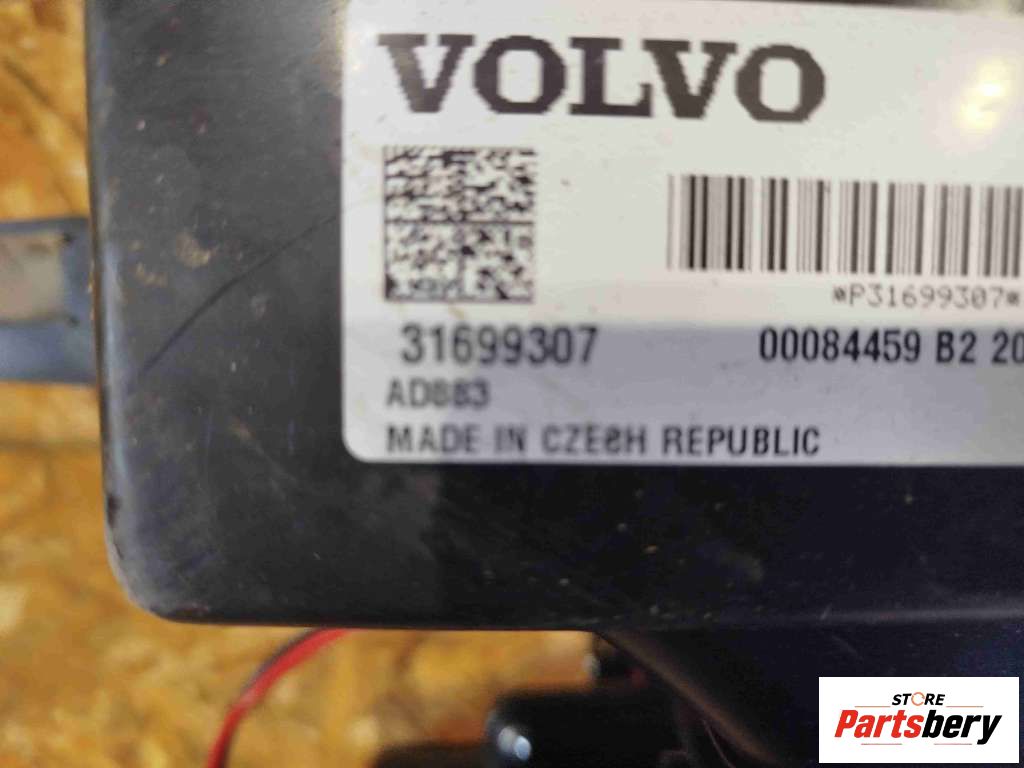 VOLVO
*P31699307*
31699307 00084459 B2 20
AD883
MADE IN CZECH REPUBLIC
STORE
Partsbery